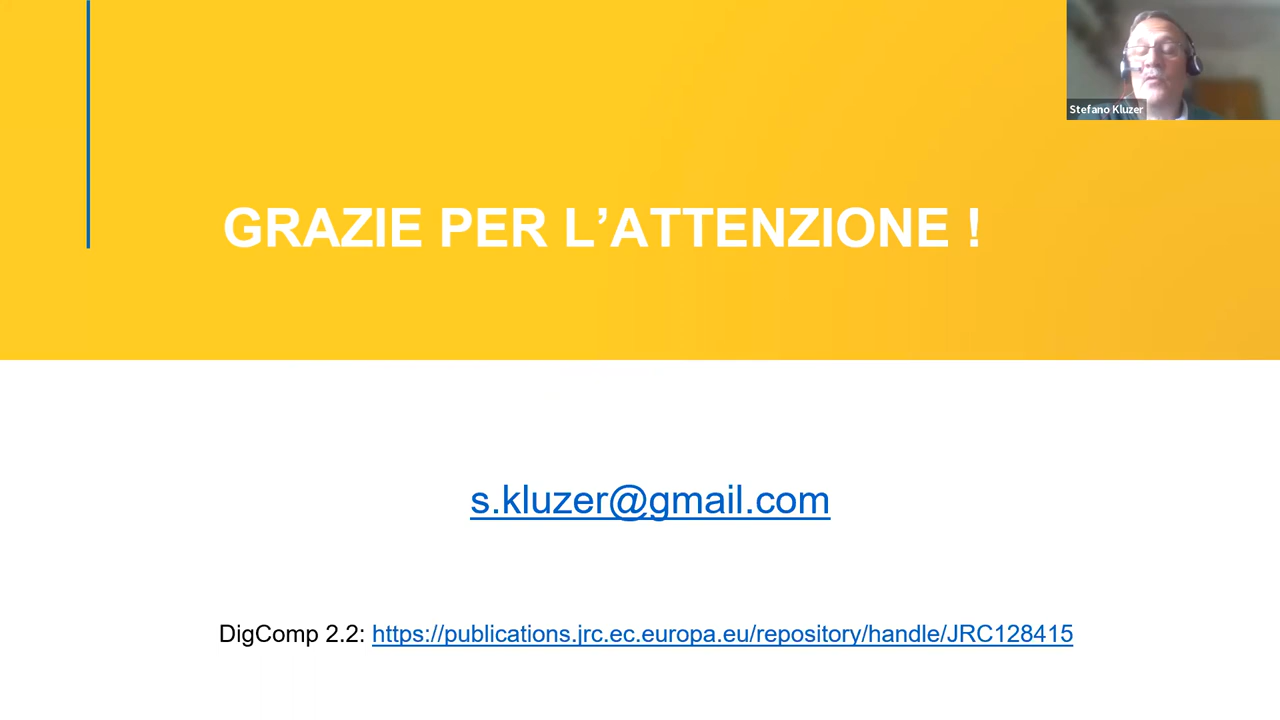 Stefano Kluzer
GRAZIE PER L’ATTENZIONE !
s.kluzer@gmail.com
DigComp 2.2: https://publications.jrc.ec.europa.eu/repository/handle/JRC128415